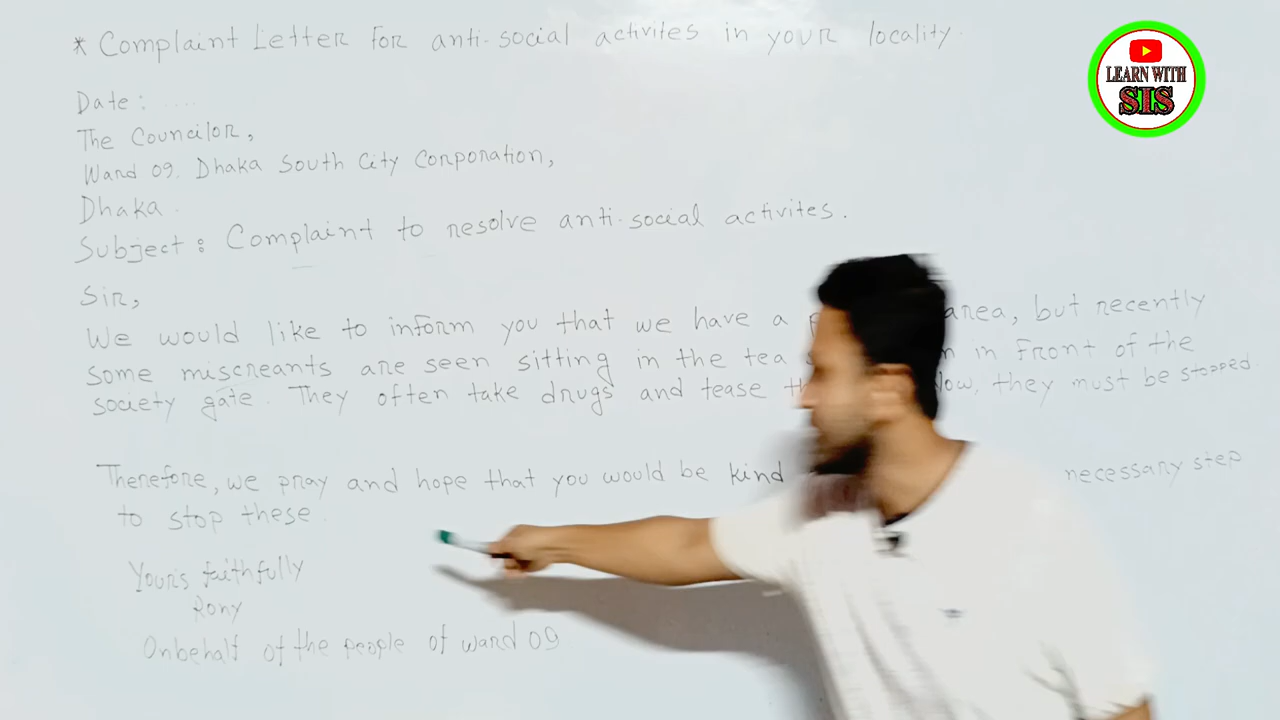 * Complaint Letter For anti-social activites in your locality.
LEARN WITH
SIS
Date: ....
The Councilor,
Ward 09. Dhaka South City Corporation,
Dhaka.
Subject: Complaint to resolve anti-social activites.
Sir,
We would like to inform you that we have a area, but recently
some miscreants are seen sitting in the tea in Front of the
society gate. They often take drugs and tease Now, they must be stopped.
Therefore, we pray and hope that you would be kind necessary step
to stop these.
Your's faithfully
Rony
Onbehalf of the people of ward 09